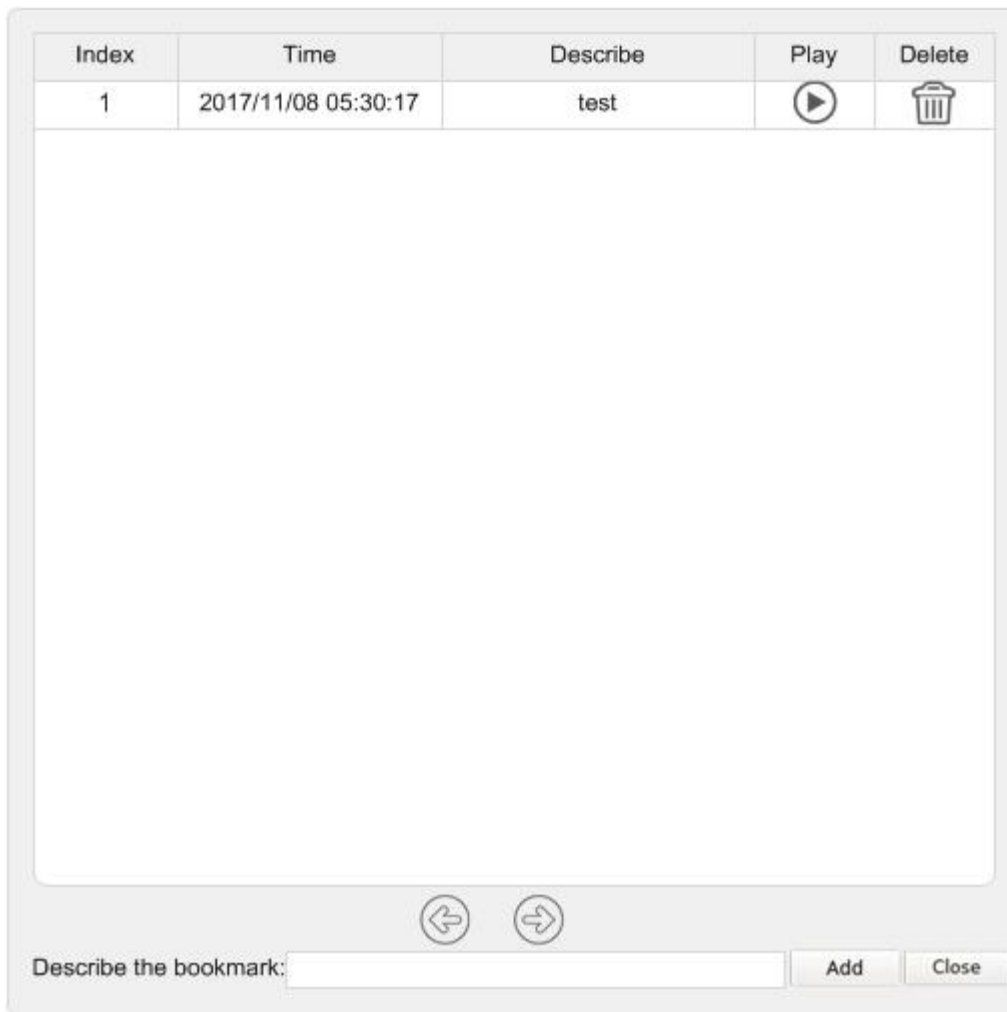 Index Time Describe Play Delete
1 2017/11/08 05:30:17 test
Describe the bookmark: Add Close